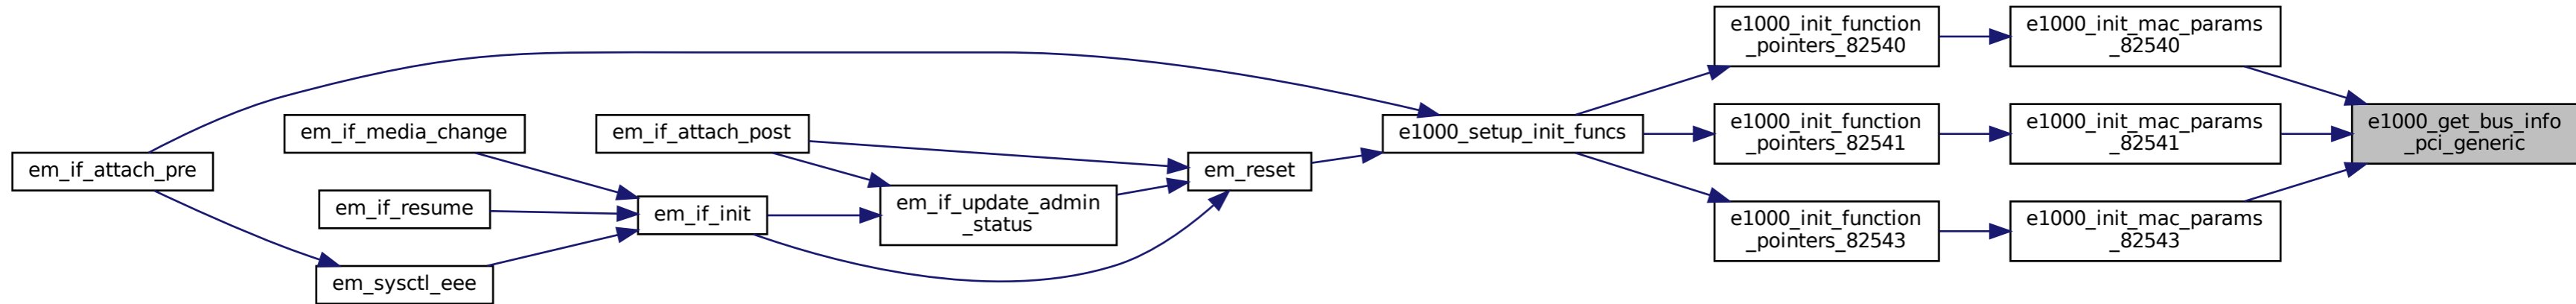 em_if_attach_pre
em_if_media_change
em_if_resume
em_sysctl_eee
em_if_attach_post
em_if_init
em_if_update_admin
_status
em_reset
e1000_setup_init_funcs
e1000_init_function
_pointers_82540
e1000_init_function
_pointers_82541
e1000_init_function
_pointers_82543
e1000_init_mac_params
_82540
e1000_init_mac_params
_82541
e1000_init_mac_params
_82543
e1000_get_bus_info
_pci_generic